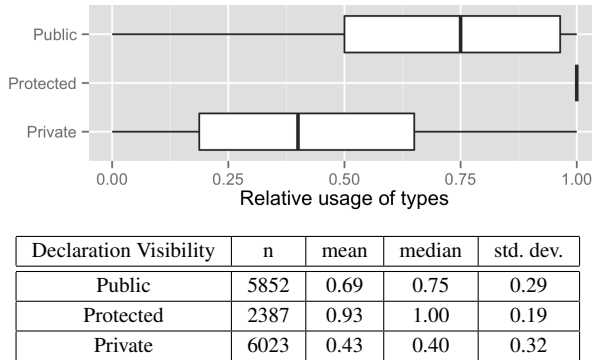 Public
Protected
Private
0.00 0.25 0.50 0.75 1.00
Relative usage of types
Declaration Visibility n mean median std. dev.
Public 5852 0.69 0.75 0.29
Protected 2387 0.93 1.00 0.19
Private 6023 0.43 0.40 0.32